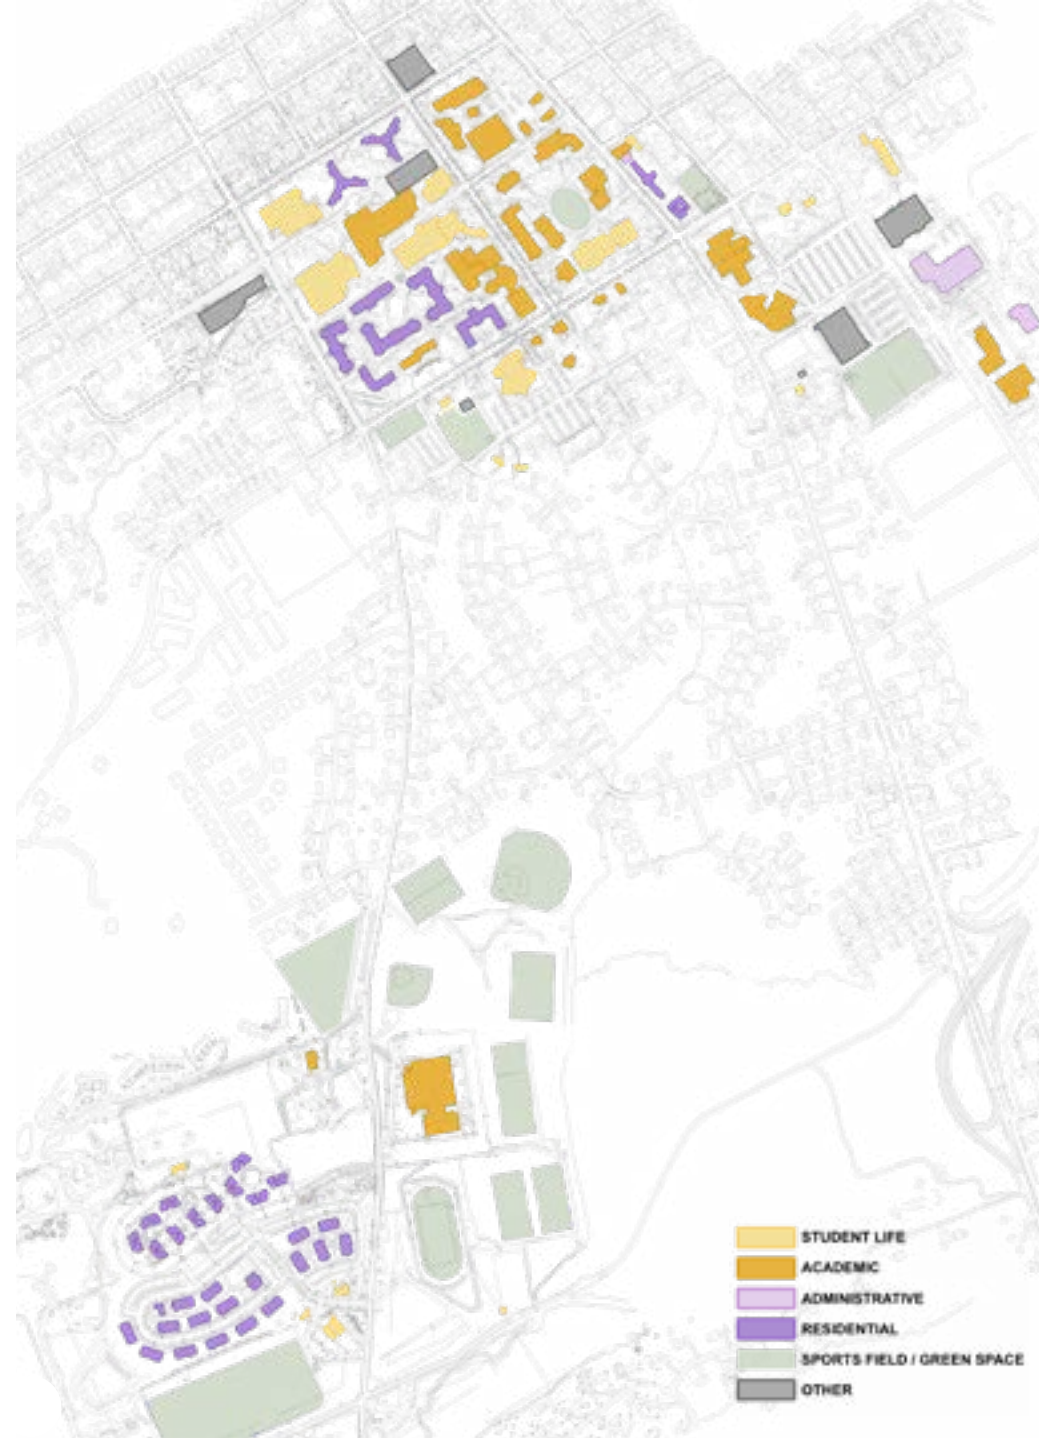 STUDENT LIFE
ACADEMIC
ADMINISTRATIVE
RESIDENTIAL
SPORTS FIELD / GREEN SPACE
OTHER